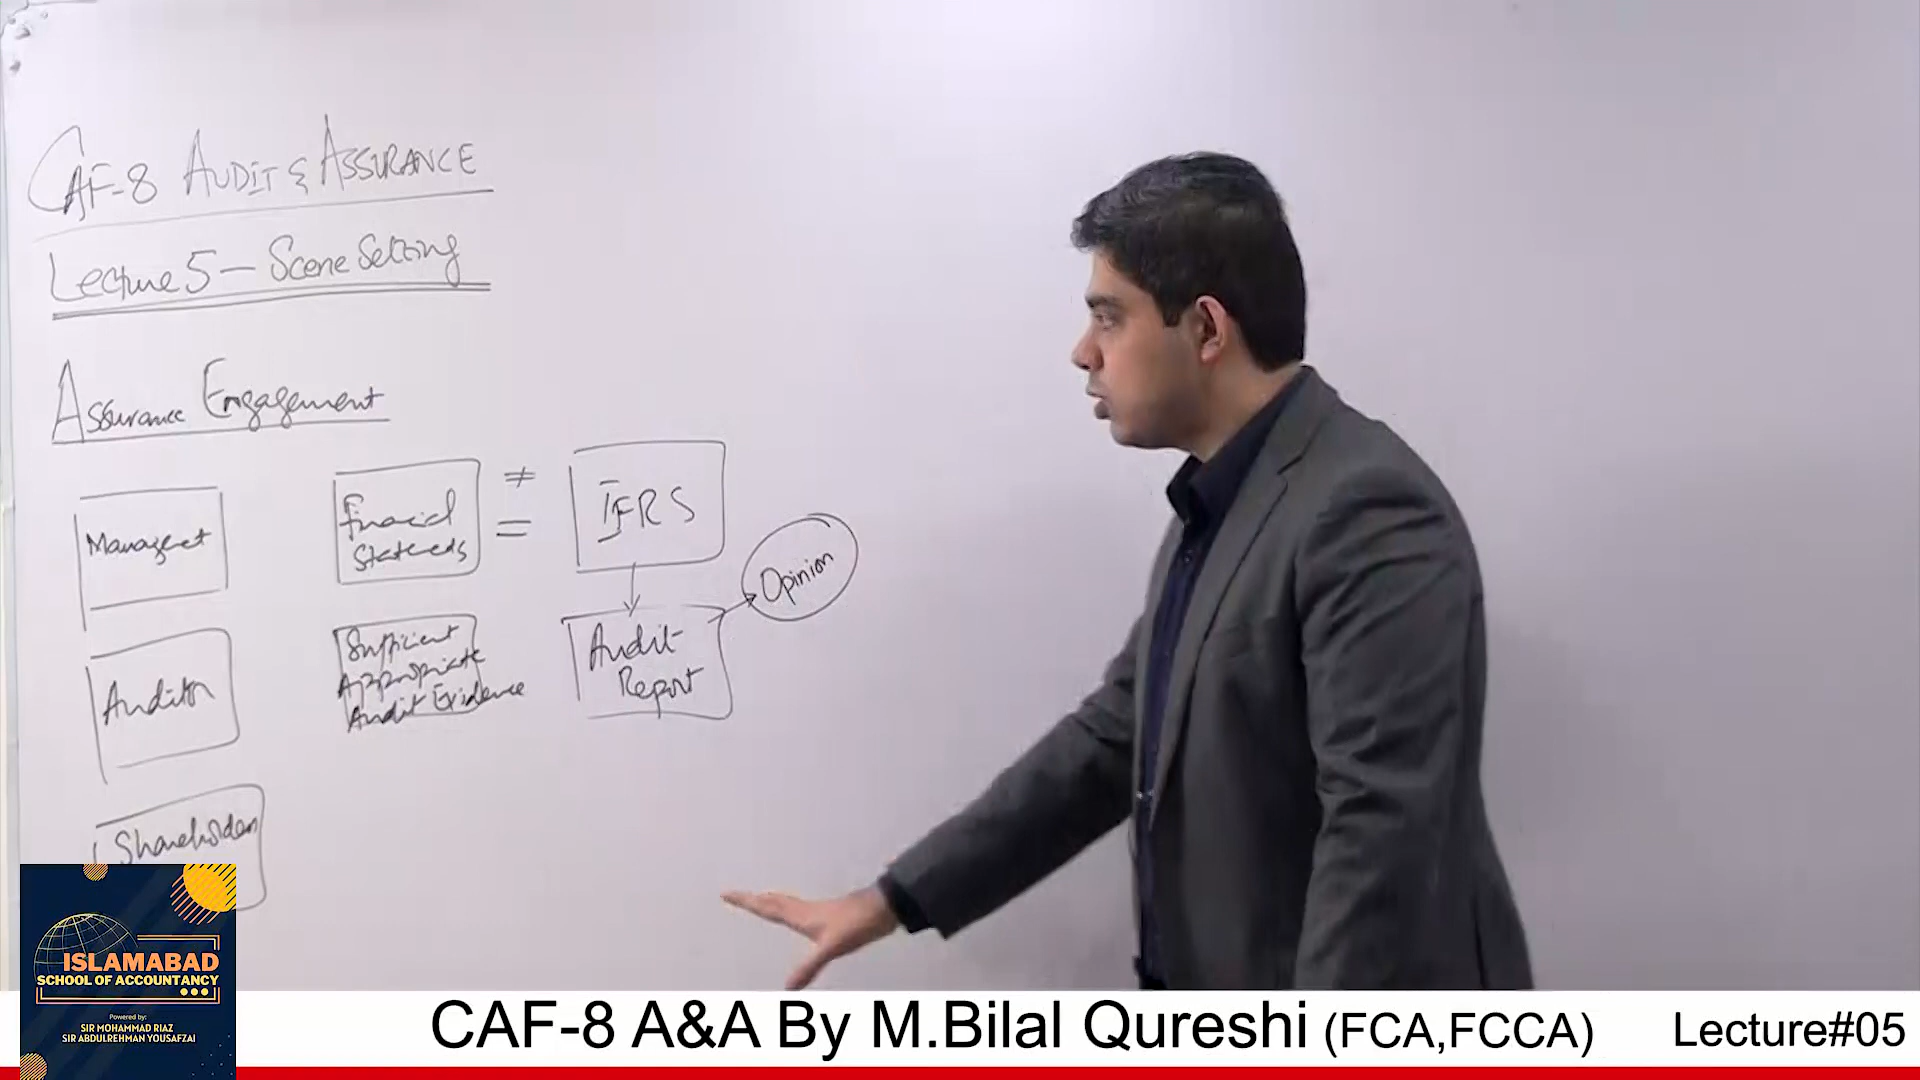 CAF-8 AUDIT & ASSURANCE
Lecture 5 – Scene Setting
Assurance Engagement
Management
Financial
Statements
≠
=
IFRS
Opinion
Auditor
Sufficient
Appropriate
Audit Evidence
Audit
Report
Shareholders
ISLAMABAD
SCHOOL OF ACCOUNTANCY
Powered by:
SIR MOHAMMAD RIAZ
SIR ABDULREHMAN YOUSAFZAI
CAF-8 A&A By M.Bilal Qureshi (FCA,FCCA)
Lecture#05